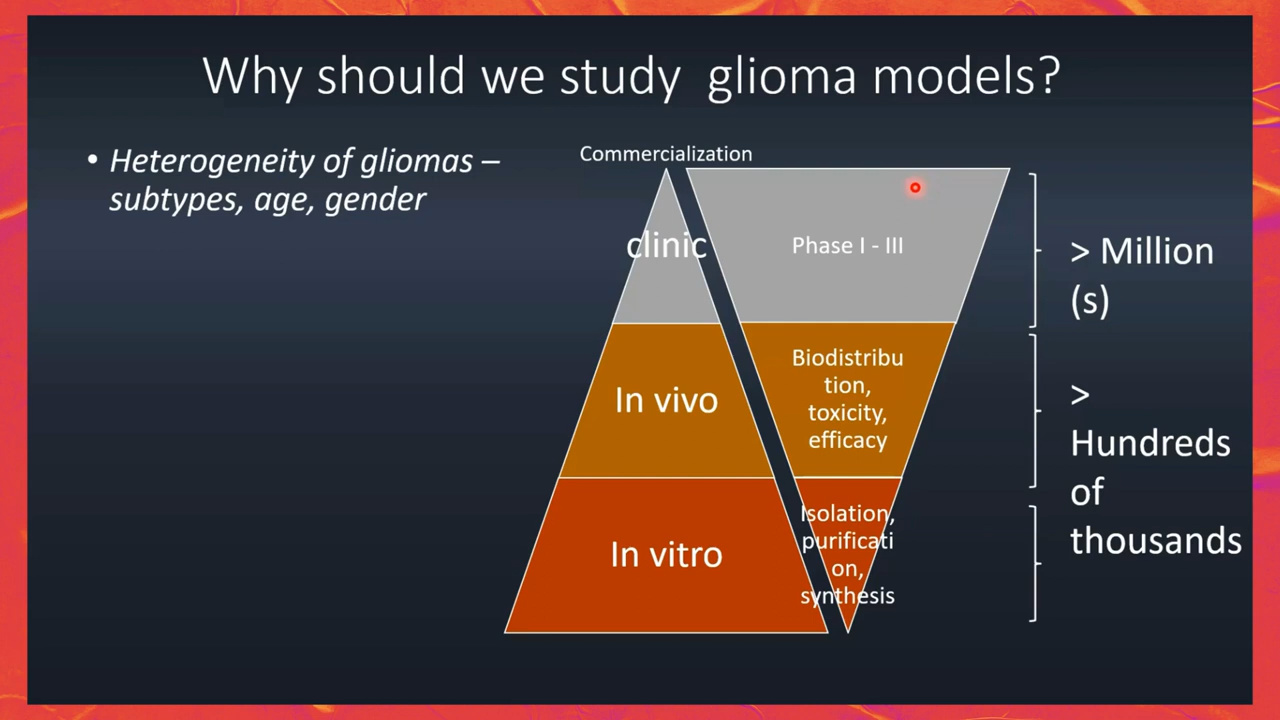 Why should we study glioma models?
• Heterogeneity of gliomas –
subtypes, age, gender
Commercialization
clinic
In vivo
In vitro
Phase I - III
Biodistribu
tion,
toxicity,
efficacy
Isolation,
purificati
on,
synthesis
> Million
(s)
>
Hundreds
of
thousands